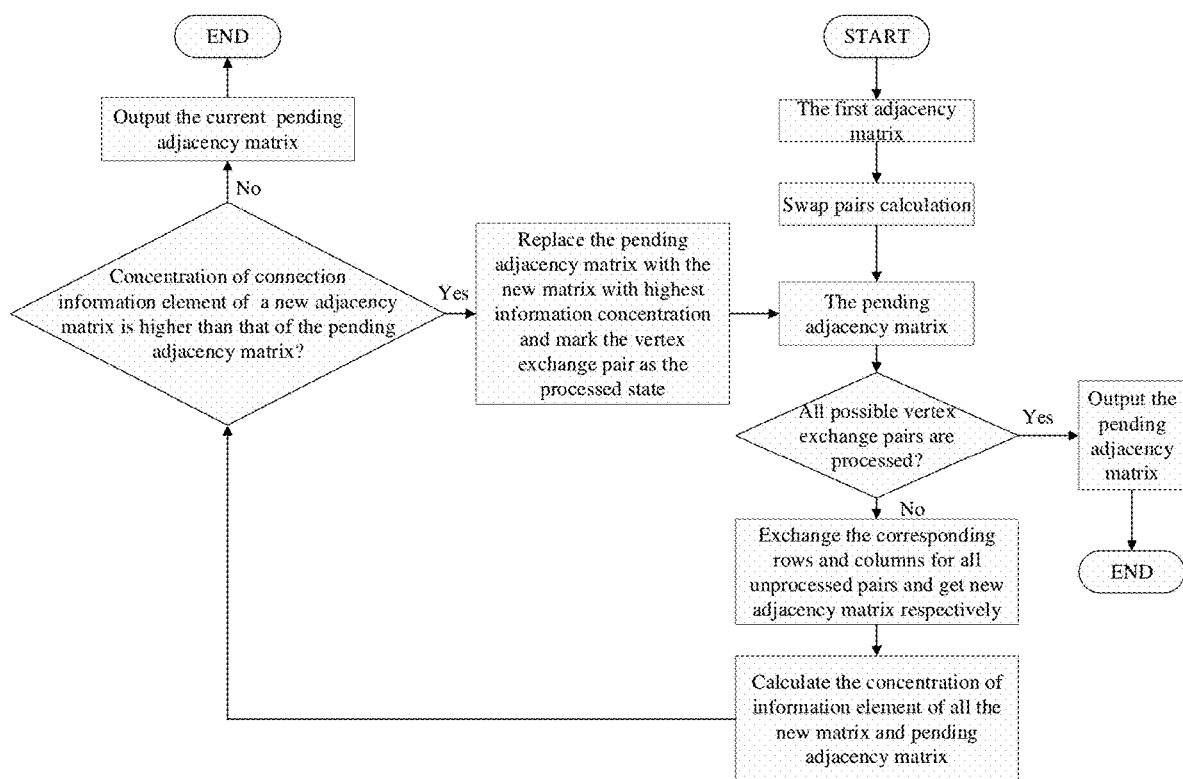 END
START
Output the current pending
adjacency matrix
The first adjacency
matrix
No
Swap pairs calculation
Concentration of connection
information element of a new adjacency
matrix is higher than that of the pending
adjacency matrix?
Yes
Replace the pending
adjacency matrix with the
new matrix with highest
information concentration
and mark the vertex
exchange pair as the
processed state
The pending
adjacency matrix
All possible vertex
exchange pairs are
processed?
Yes
Output the
pending
adjacency
matrix
END
No
Exchange the corresponding
rows and columns for all
unprocessed pairs and get new
adjacency matrix respectively
Calculate the concentration of
information element of all the
new matrix and pending
adjacency matrix